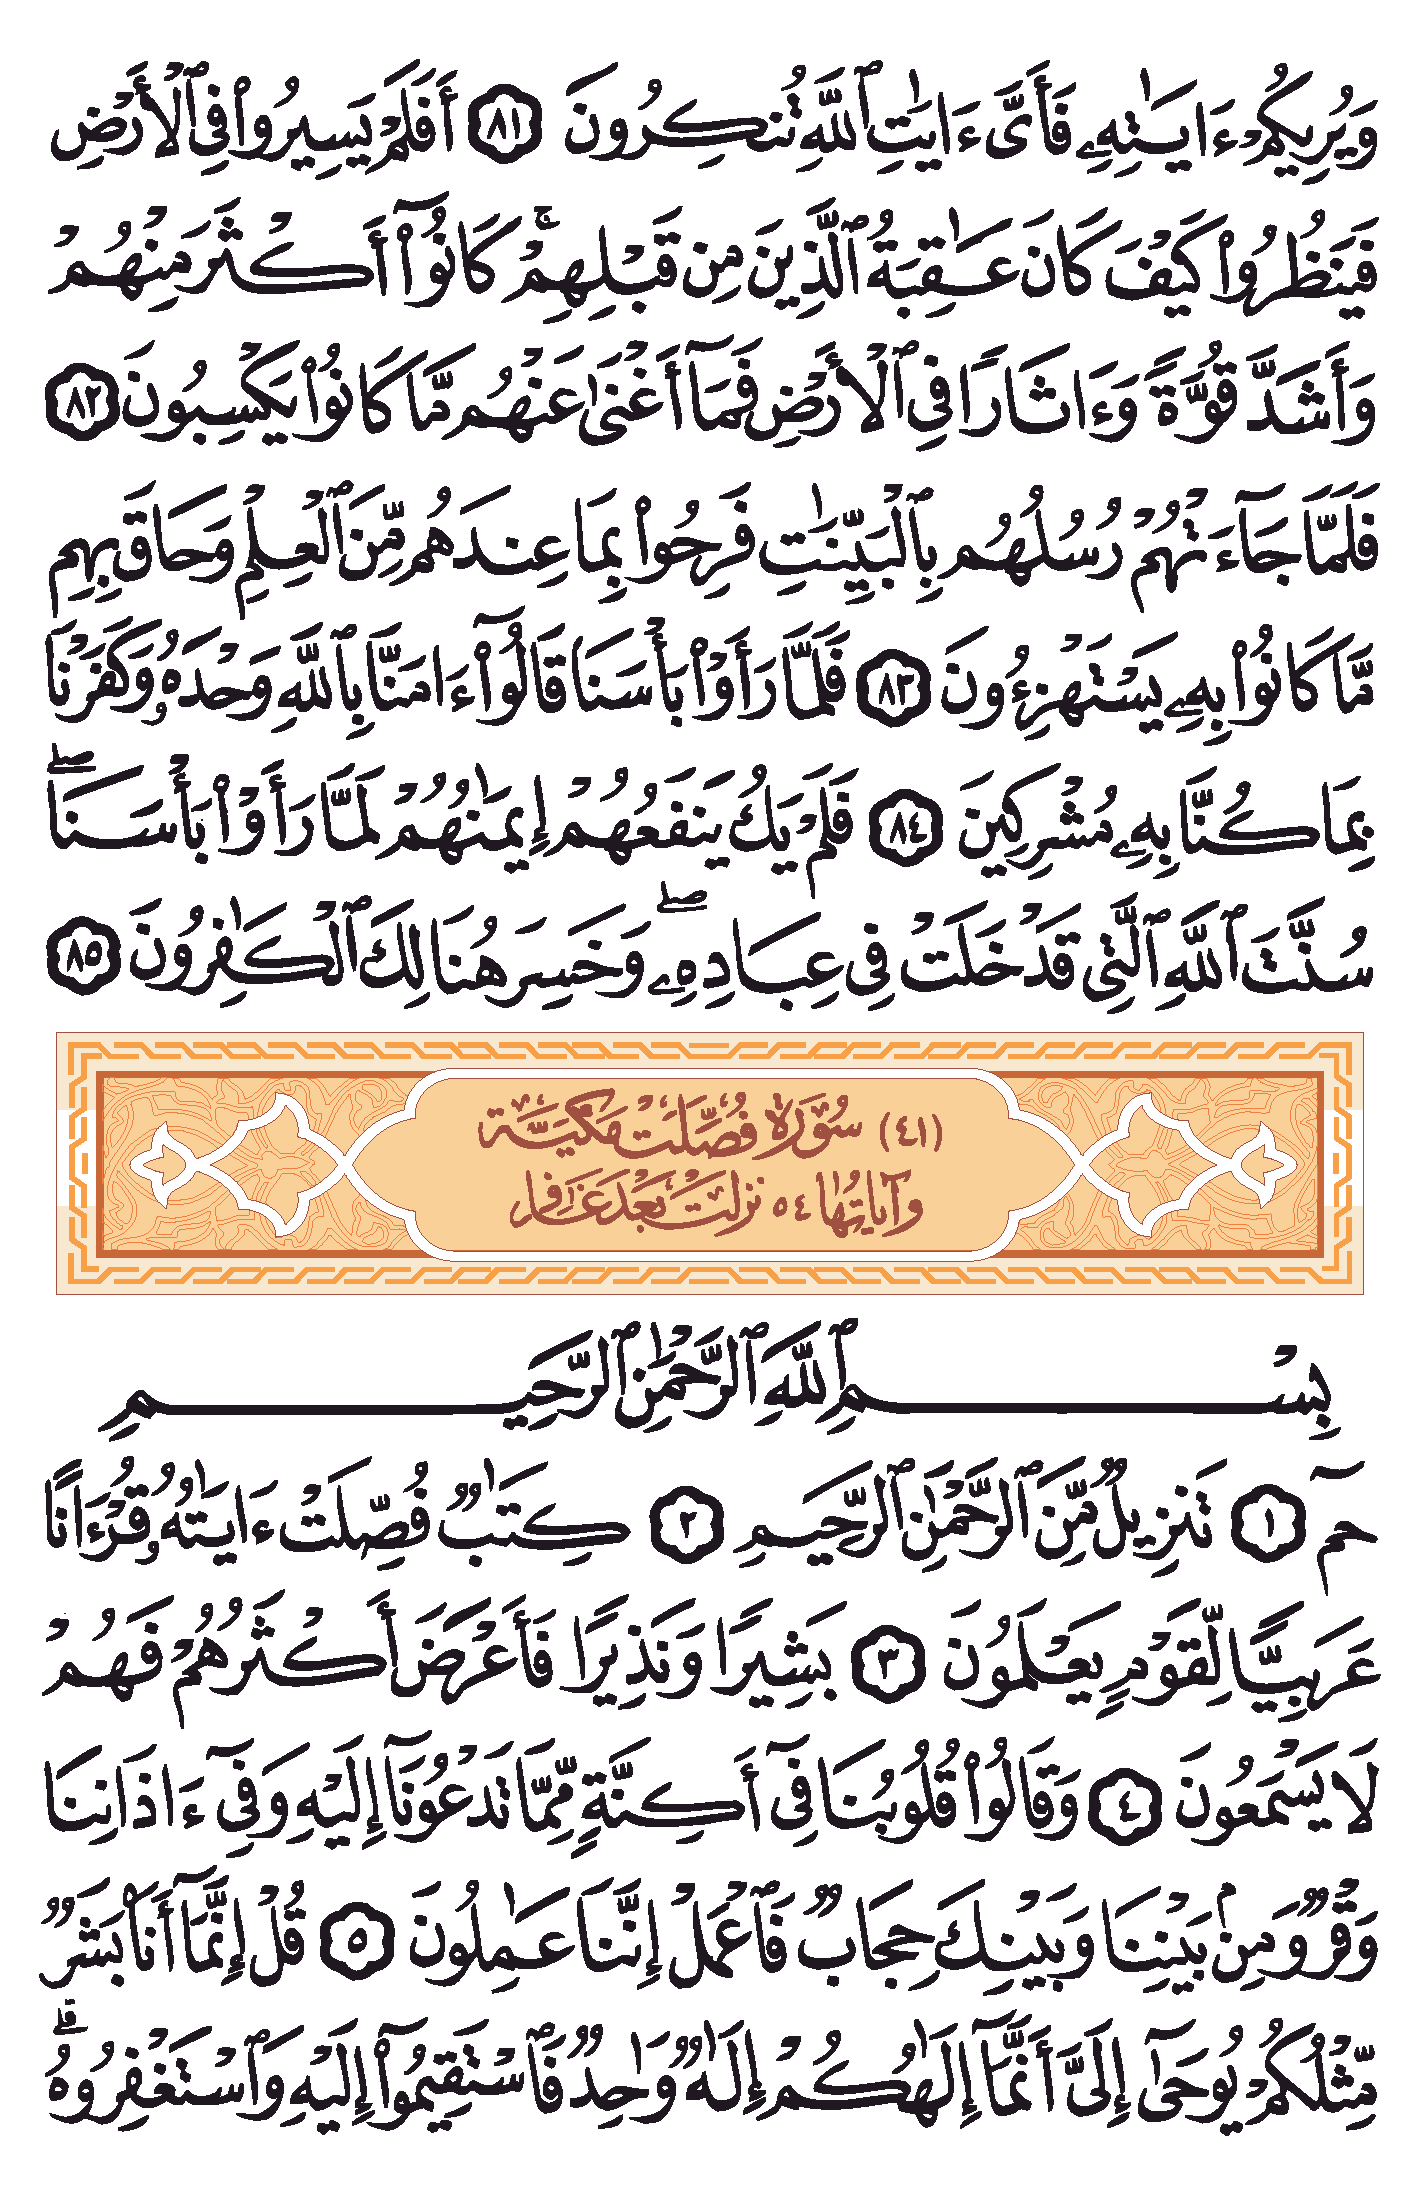 وَيُرِيكُمْ ءَايَـٰتِهِۦ فَأَىَّ ءَايَـٰتِ ٱللَّهِ تُنكِرُونَ ٨١ أَفَلَمْ يَسِيرُوا۟ فِى ٱلْأَرْضِ
فَيَنظُرُوا۟ كَيْفَ كَانَ عَـٰقِبَةُ ٱلَّذِينَ مِن قَبْلِهِمْ ۚ كَانُوٓا۟ أَكْثَرَ مِنْهُمْ
وَأَشَدَّ قُوَّةً وَءَاثَارًا فِى ٱلْأَرْضِ فَمَآ أَغْنَىٰ عَنْهُم مَّا كَانُوا۟ يَكْسِبُونَ ٨٢
فَلَمَّا جَآءَتْهُمْ رُسُلُهُم بِٱلْبَيِّنَـٰتِ فَرِحُوا۟ بِمَا عِندَهُم مِّنَ ٱلْعِلْمِ وَحَاقَ بِهِم
مَّا كَانُوا۟ بِهِۦ يَسْتَهْزِءُونَ ٨٣ فَلَمَّا رَأَوْا۟ بَأْسَنَا قَالُوٓا۟ ءَامَنَّا بِٱللَّهِ وَحْدَهُۥ وَكَفَرْنَا
بِمَا كُنَّا بِهِۦ مُشْرِكِينَ ٨٤ فَلَمْ يَكُ يَنفَعُهُمْ إِيمَـٰنُهُمْ لَمَّا رَأَوْا۟ بَأْسَنَا ۖ
سُنَّتَ ٱللَّهِ ٱلَّتِى قَدْ خَلَتْ فِى عِبَادِهِۦ ۖ وَخَسِرَ هُنَالِكَ ٱلْكَـٰفِرُونَ ٨٥
(٤١) سُورَةُ فُصِّلَتْ مَكِّيَّة
وَآيَاتُهَا ٥٤ نَزَلَتْ بَعْدَ غَافِر
بِسْمِ ٱللَّهِ ٱلرَّحْمَـٰنِ ٱلرَّحِيمِ
حمٓ ١ تَنزِيلٌ مِّنَ ٱلرَّحْمَـٰنِ ٱلرَّحِيمِ ٢ كِتَـٰبٌ فُصِّلَتْ ءَايَـٰتُهُۥ قُرْءَانًا
عَرَبِيًّا لِّقَوْمٍ يَعْلَمُونَ ٣ بَشِيرًا وَنَذِيرًا فَأَعْرَضَ أَكْثَرُهُمْ فَهُمْ
لَا يَسْمَعُونَ ٤ وَقَالُوا۟ قُلُوبُنَا فِىٓ أَكِنَّةٍ مِّمَّا تَدْعُونَآ إِلَيْهِ وَفِىٓ ءَاذَانِنَا
وَقْرٌ وَمِنۢ بَيْنِنَا وَبَيْنِكَ حِجَابٌ فَٱعْمَلْ إِنَّنَا عَـٰمِلُونَ ٥ قُلْ إِنَّمَآ أَنَا۠ بَشَرٌ
مِّثْلُكُمْ يُوحَىٰٓ إِلَىَّ أَنَّمَآ إِلَـٰهُكُمْ إِلَـٰهٌ وَٰحِدٌ فَٱسْتَقِيمُوٓا۟ إِلَيْهِ وَٱسْتَغْفِرُوهُ ۗ